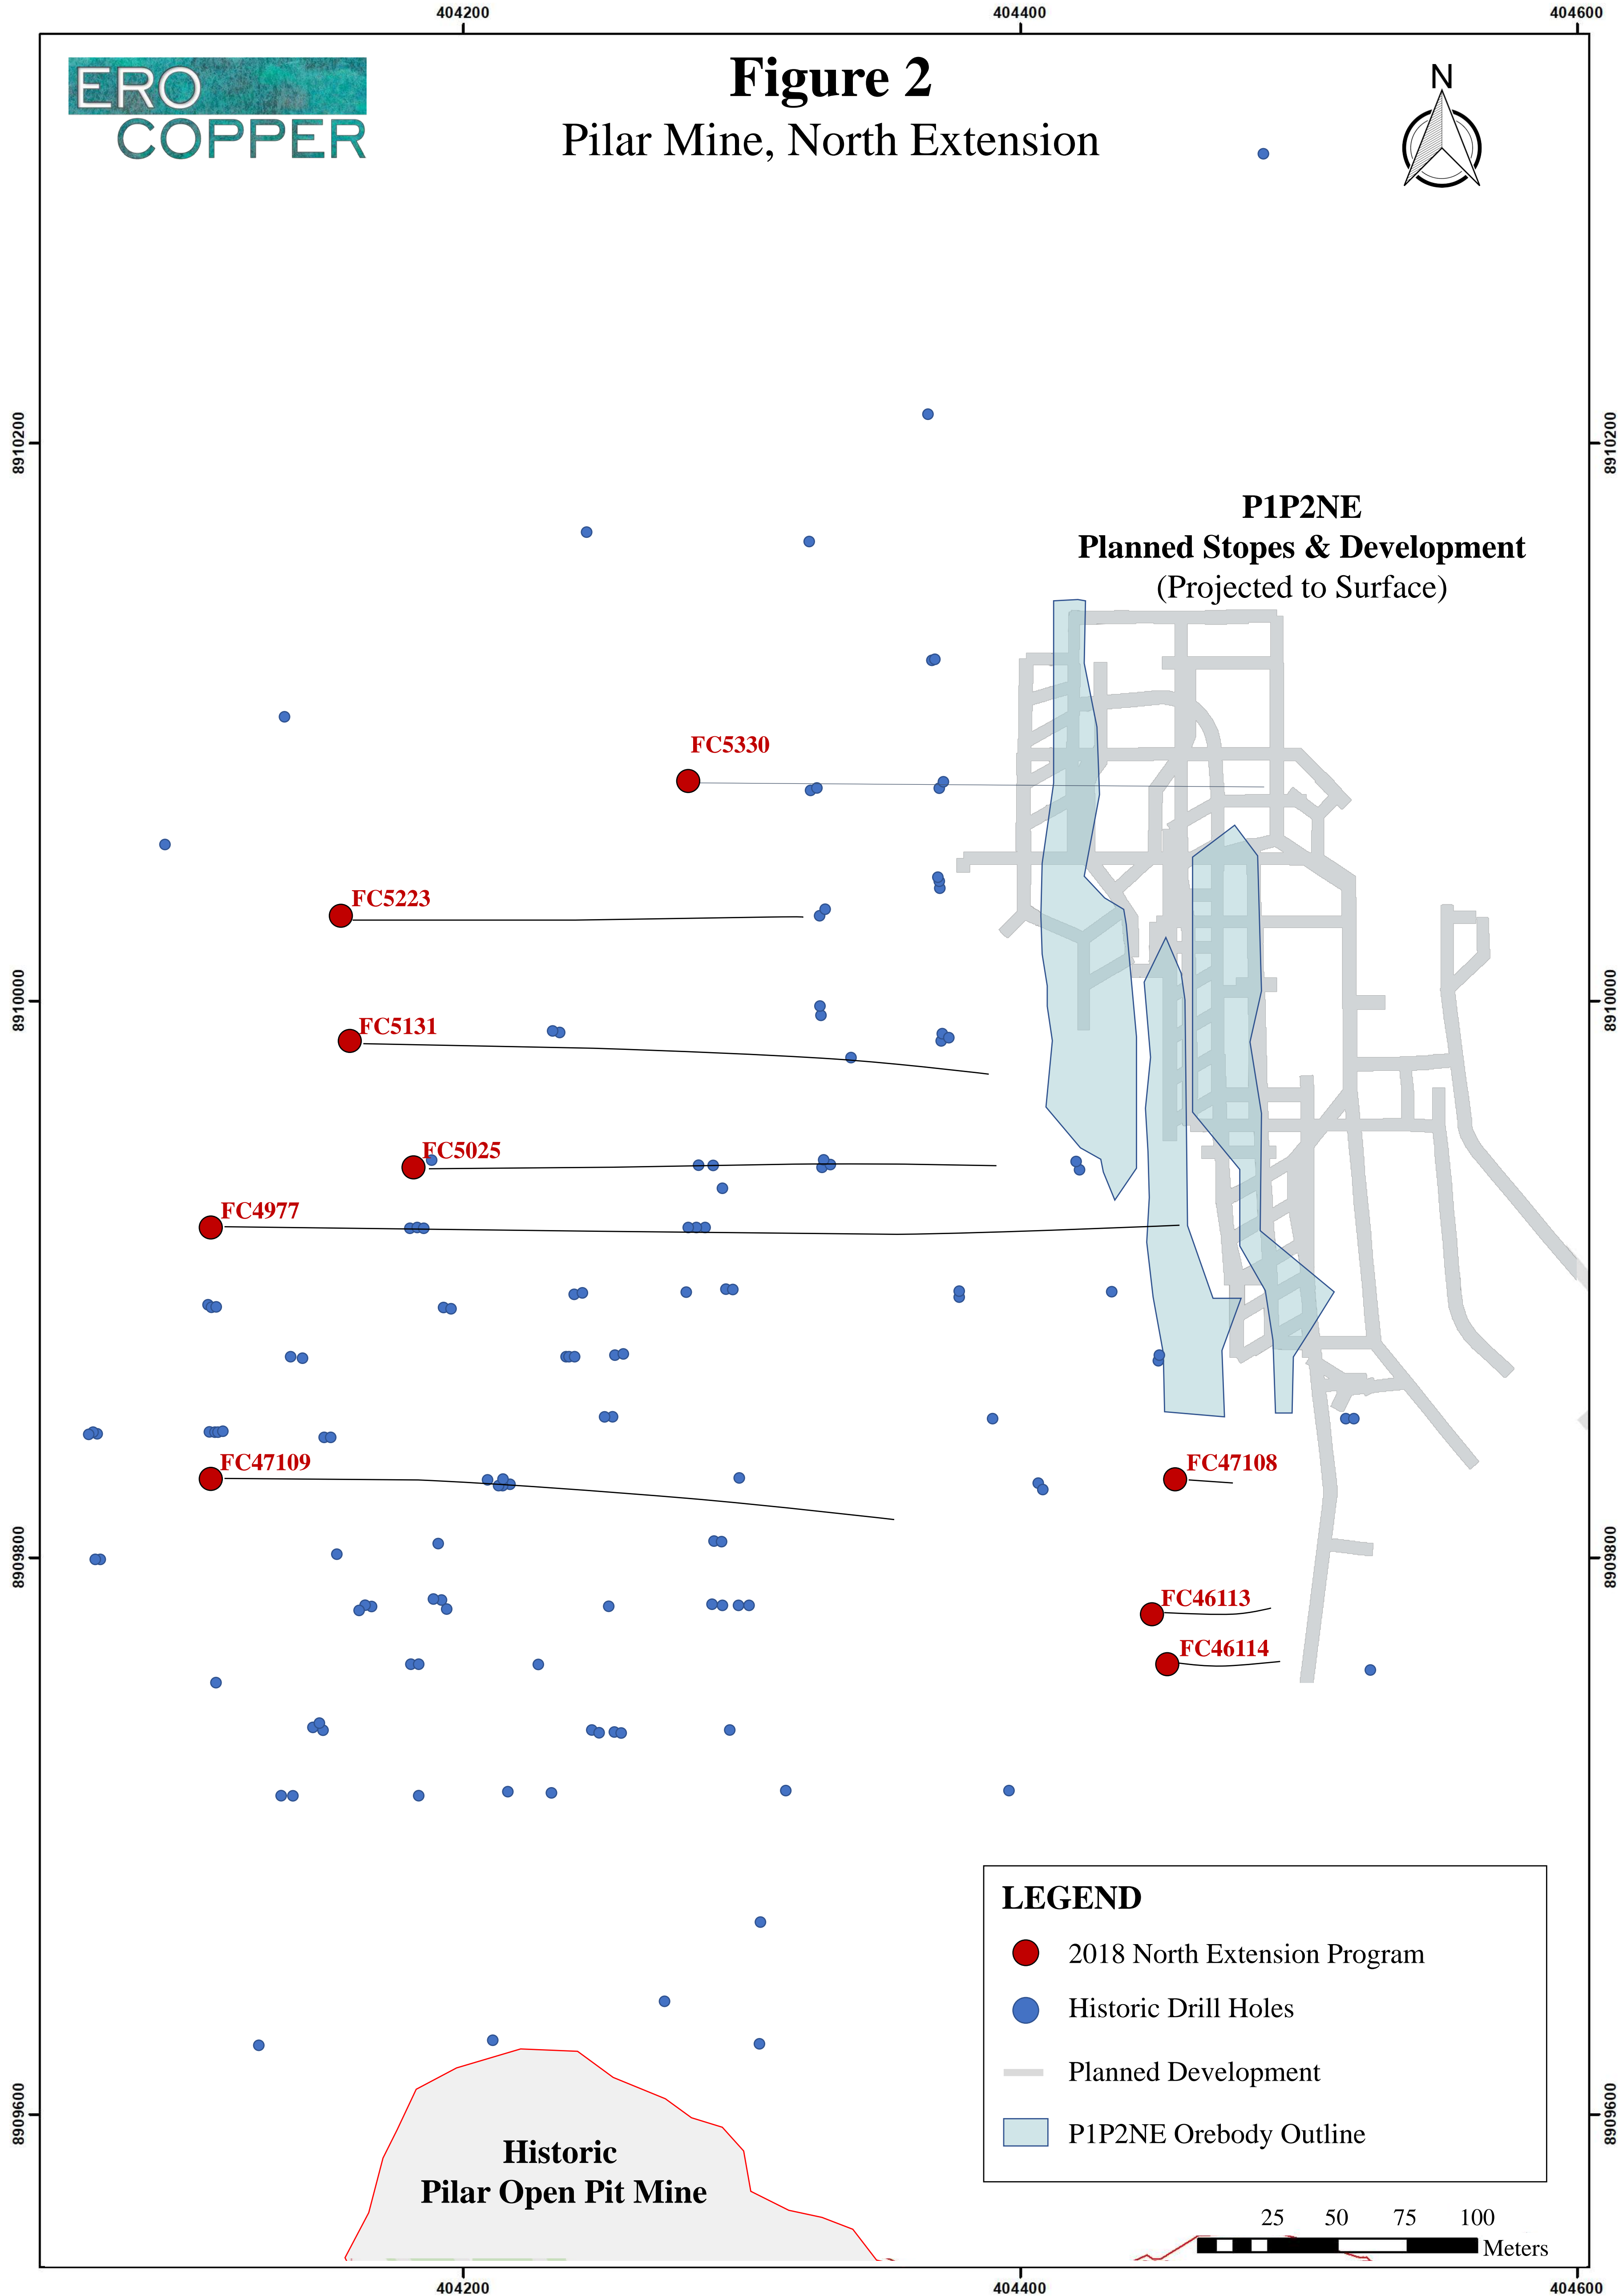 404200
404400
404600
ERO
COPPER
Figure 2
Pilar Mine, North Extension
N
8910200
8910200
P1P2NE
Planned Stopes & Development
(Projected to Surface)
FC5330
FC5223
8910000
8910000
FC5131
FC5025
FC4977
FC47109
FC47108
8909800
8909800
FC46113
FC46114
LEGEND
2018 North Extension Program
Historic Drill Holes
Planned Development
P1P2NE Orebody Outline
8909600
8909600
Historic
Pilar Open Pit Mine
25
50
75
100
Meters
404200
404400
404600